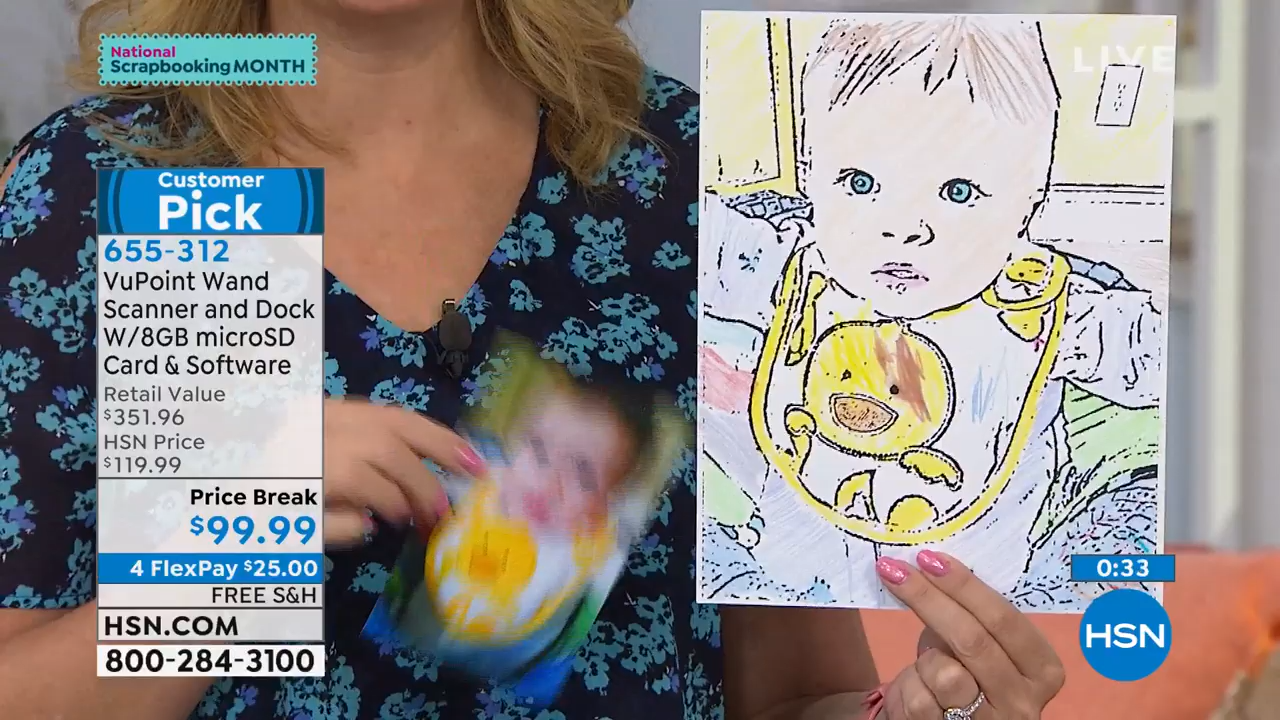 National
Scrapbooking MONTH
LIVE
Customer
Pick
655-312
VuPoint Wand
Scanner and Dock
W/8GB microSD
Card & Software
Retail Value
$351.96
HSN Price
$119.99
Price Break
$99.99
4 FlexPay $25.00
FREE S&H
HSN.COM
800-284-3100
0:33
HSN